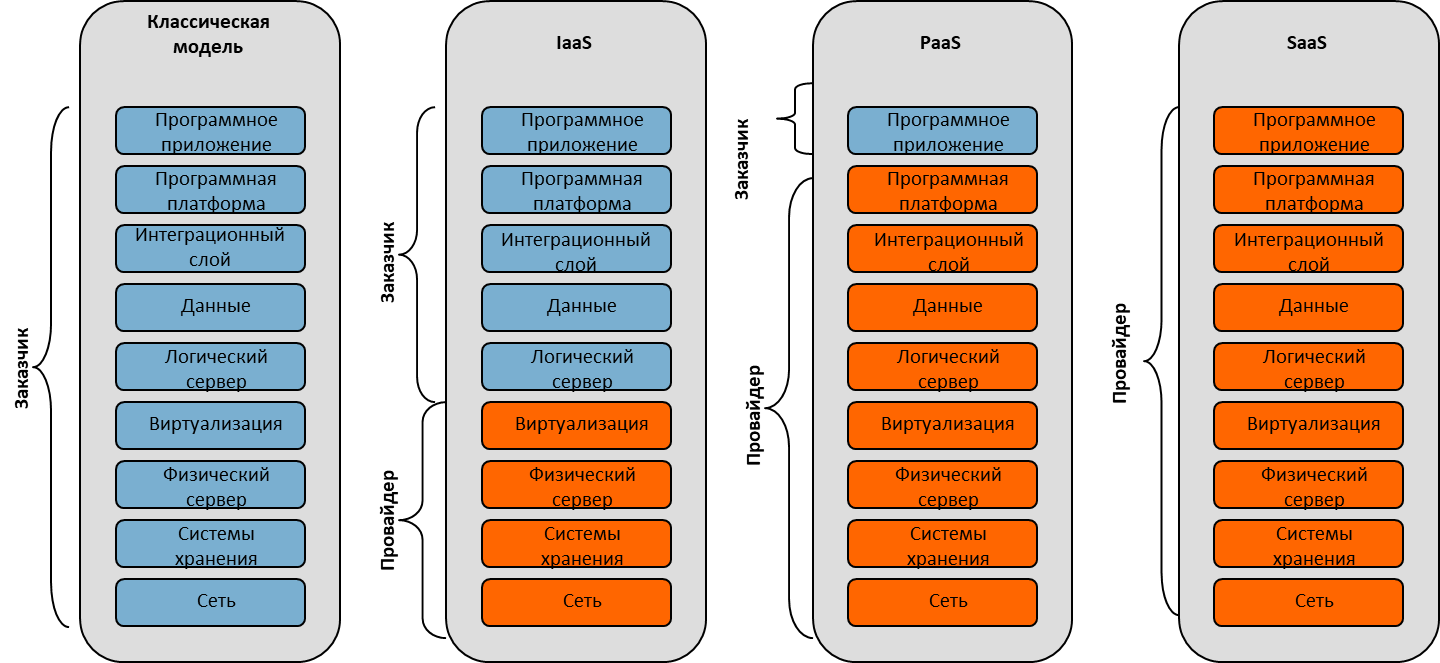 Классическая
модель
Заказчик
Программное
приложение
Программная
платформа
Интеграционный
слой
Данные
Логический
сервер
Виртуализация
Физический
сервер
Системы
хранения
Сеть
IaaS
Заказчик
Провайдер
Программное
приложение
Программная
платформа
Интеграционный
слой
Данные
Логический
сервер
Виртуализация
Физический
сервер
Системы
хранения
Сеть
PaaS
Заказчик
Провайдер
Программное
приложение
Программная
платформа
Интеграционный
слой
Данные
Логический
сервер
Виртуализация
Физический
сервер
Системы
хранения
Сеть
SaaS
Провайдер
Программное
приложение
Программная
платформа
Интеграционный
слой
Данные
Логический
сервер
Виртуализация
Физический
сервер
Системы
хранения
Сеть